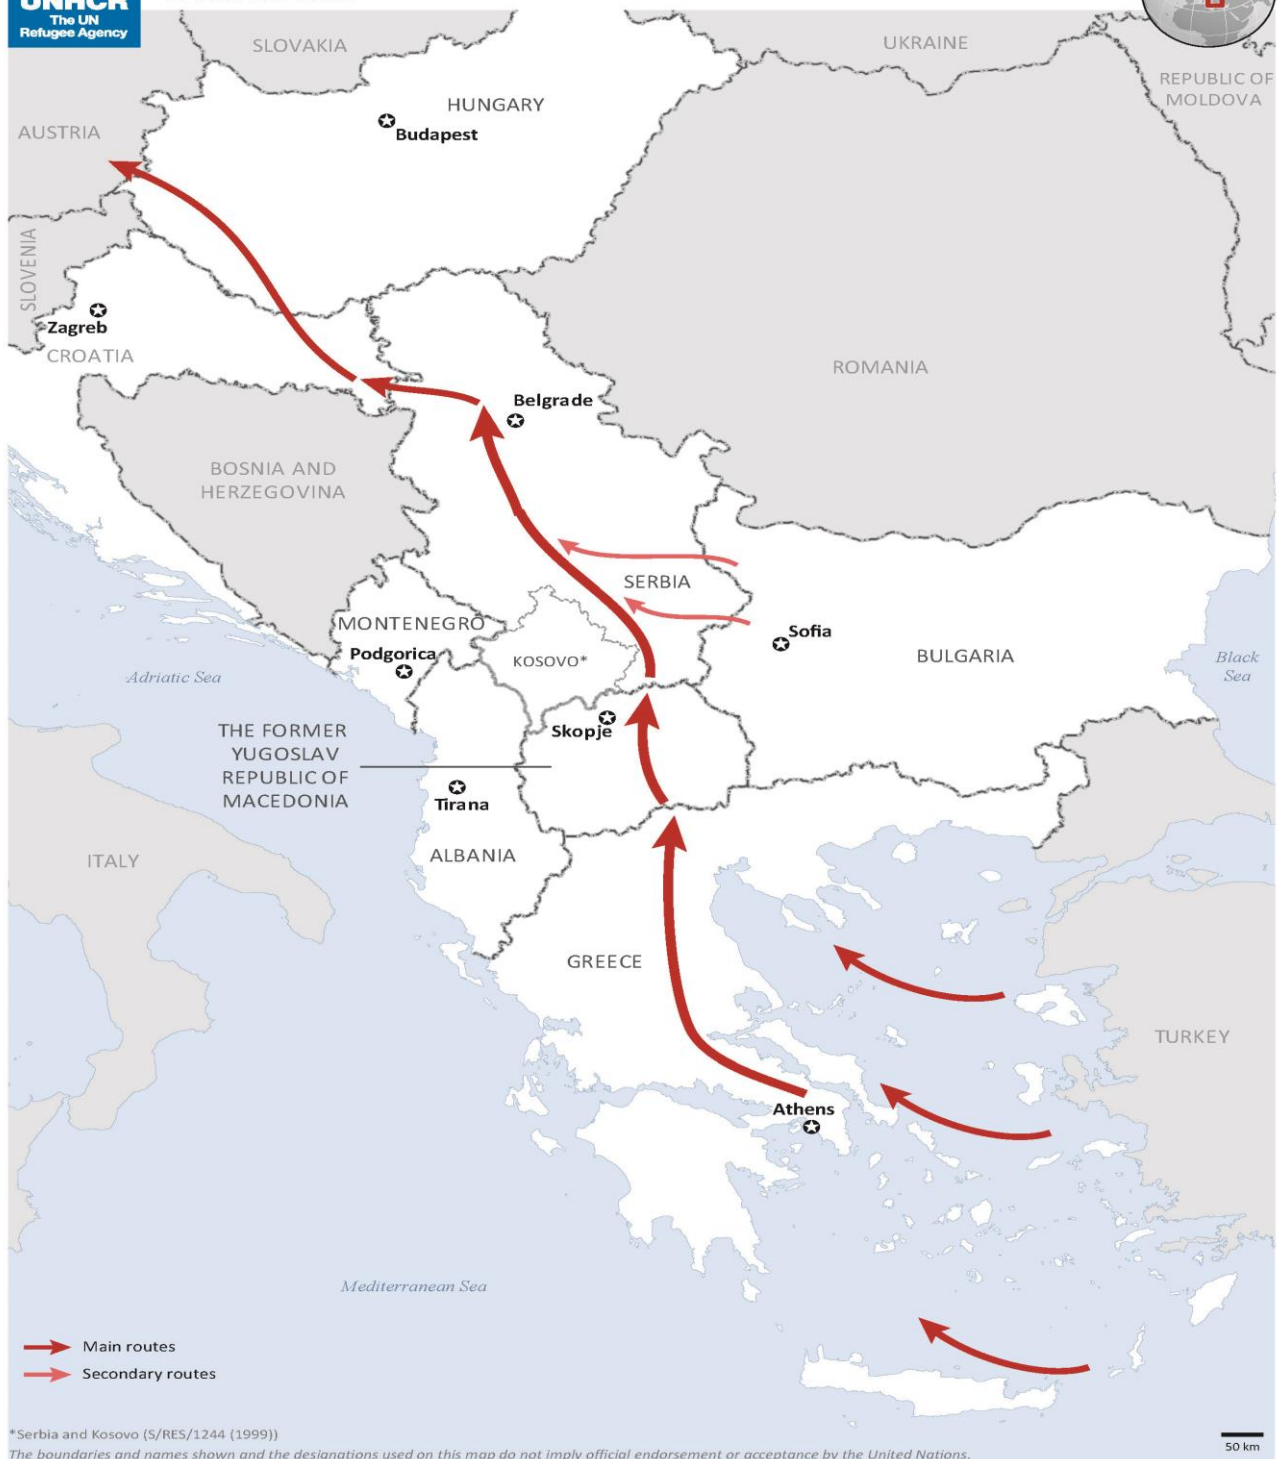 UNHCR
The UN
Refugee Agency
SLOVAKIA
UKRAINE
REPUBLIC OF
MOLDOVA
HUNGARY
Budapest
AUSTRIA
SLOVENIA
Zagreb
CROATIA
ROMANIA
Belgrade
BOSNIA AND
HERZEGOVINA
SERBIA
MONTENEGRO
Podgorica
KOSOVO*
Sofia
BULGARIA
Black
Sea
Adriatic Sea
Skopje
THE FORMER
YUGOSLAV
REPUBLIC OF
MACEDONIA
Tirana
ALBANIA
ITALY
GREECE
TURKEY
Athens
Mediterranean Sea
Main routes
Secondary routes
*Serbia and Kosovo (S/RES/1244 (1999))
50 km
The boundaries and names shown and the designations used on this map do not imply official endorsement or acceptance by the United Nations.